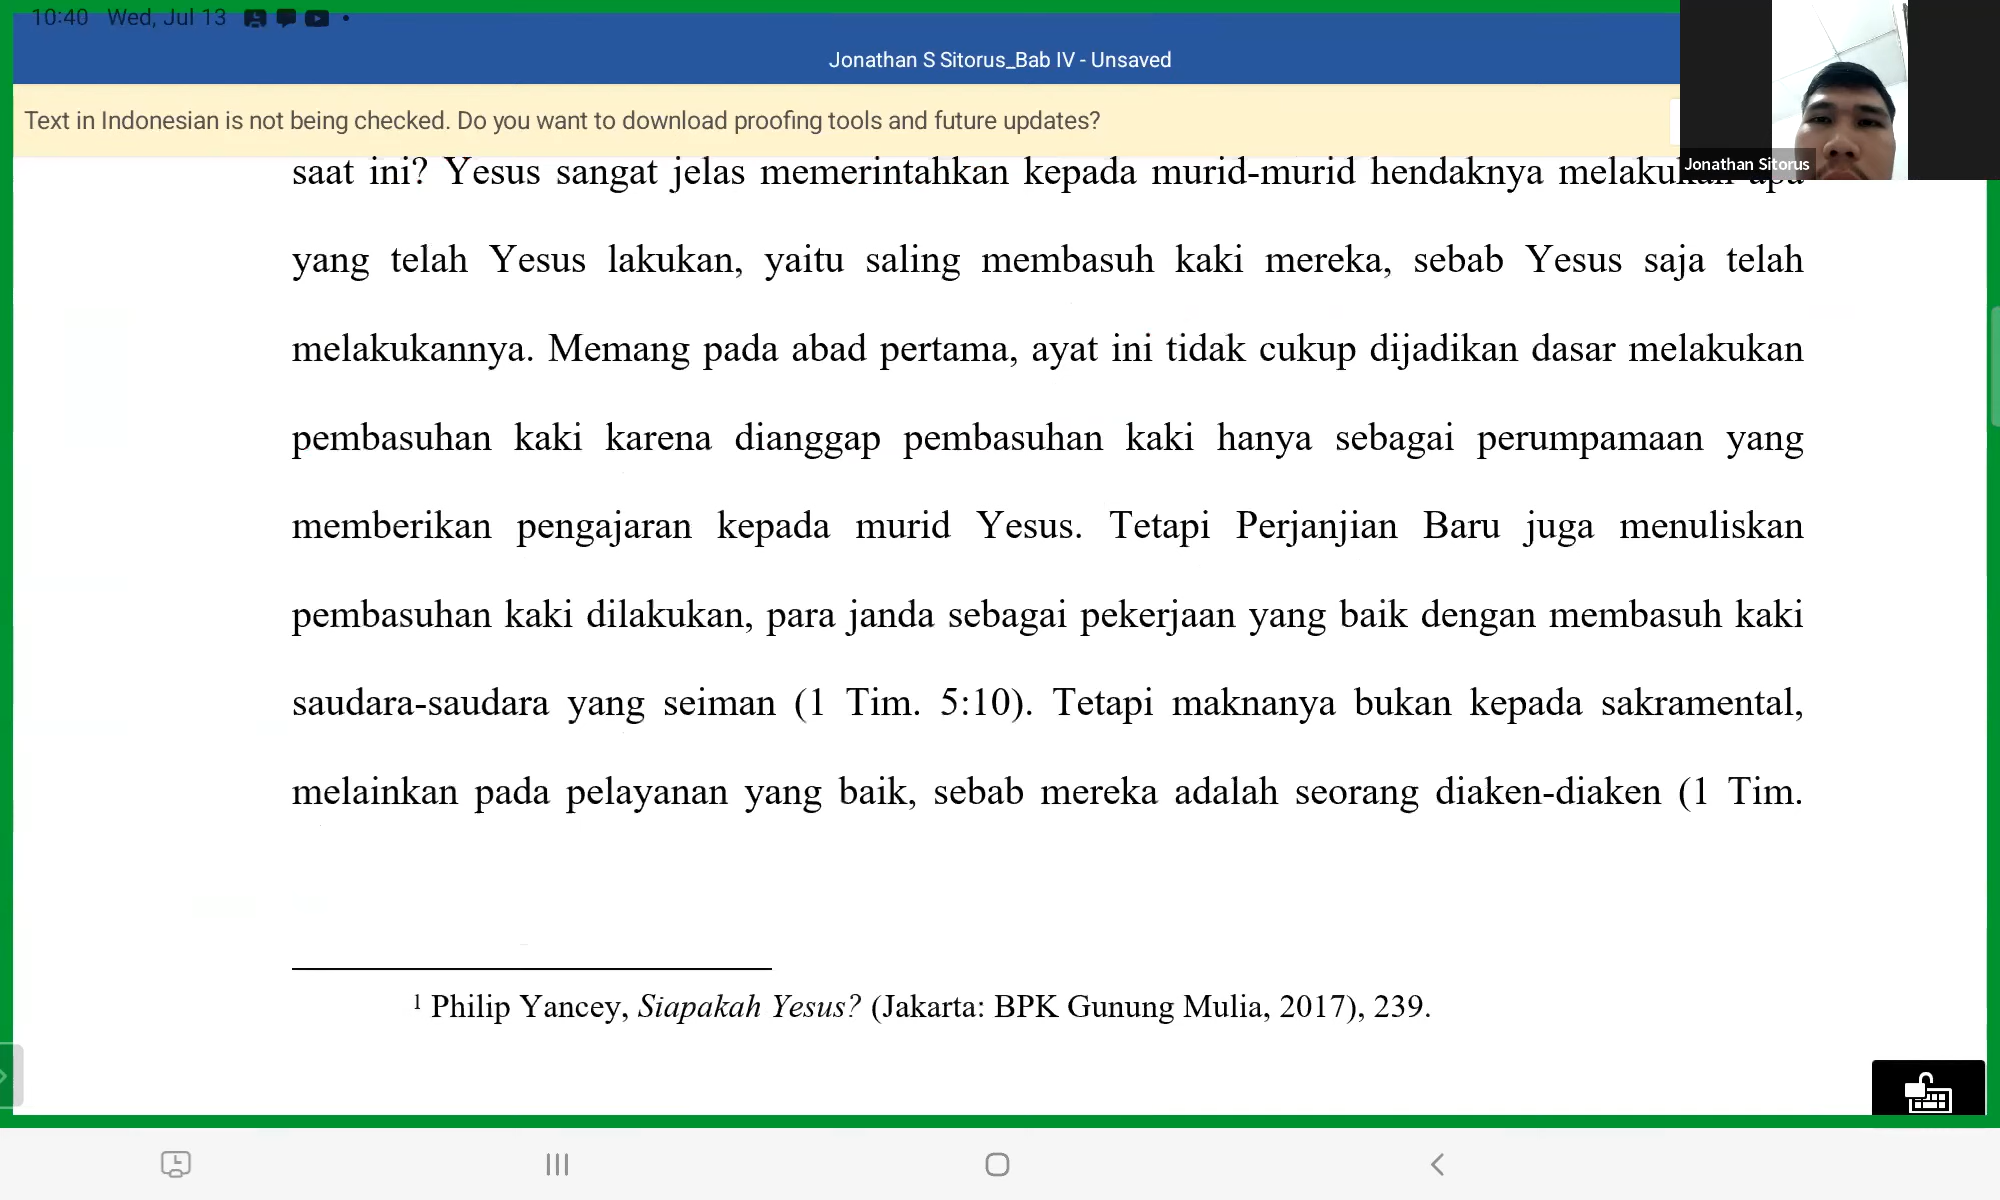 10:40 Wed, Jul 13
Jonathan S Sitorus_Bab IV - Unsaved
Text in Indonesian is not being checked. Do you want to download proofing tools and future updates?
Jonathan Sitorus
saat ini? Yesus sangat jelas memerintahkan kepada murid-murid hendaknya melakukan apa
yang telah Yesus lakukan, yaitu saling membasuh kaki mereka, sebab Yesus saja telah
melakukannya. Memang pada abad pertama, ayat ini tidak cukup dijadikan dasar melakukan
pembasuhan kaki karena dianggap pembasuhan kaki hanya sebagai perumpamaan yang
memberikan pengajaran kepada murid Yesus. Tetapi Perjanjian Baru juga menuliskan
pembasuhan kaki dilakukan, para janda sebagai pekerjaan yang baik dengan membasuh kaki
saudara-saudara yang seiman (1 Tim. 5:10). Tetapi maknanya bukan kepada sakramental,
melainkan pada pelayanan yang baik, sebab mereka adalah seorang diaken-diaken (1 Tim.
1 Philip Yancey, Siapakah Yesus? (Jakarta: BPK Gunung Mulia, 2017), 239.